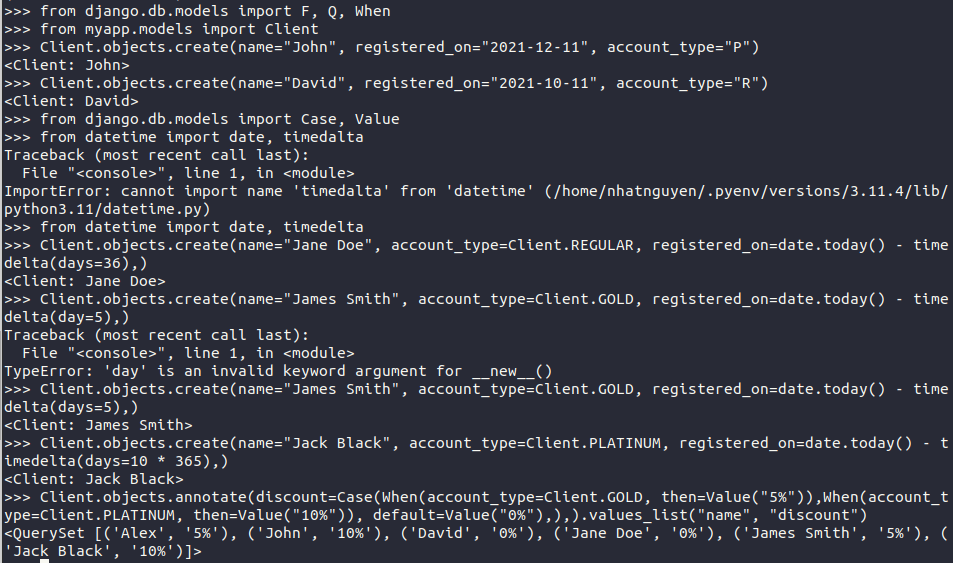 >>> from django.db.models import F, Q, When
>>> from myapp.models import Client
>>> Client.objects.create(name="John", registered_on="2021-12-11", account_type="P")
<Client: John>
>>> Client.objects.create(name="David", registered_on="2021-10-11", account_type="R")
<Client: David>
>>> from django.db.models import Case, Value
>>> from datetime import date, timedalta
Traceback (most recent call last):
  File "<console>", line 1, in <module>
ImportError: cannot import name 'timedalta' from 'datetime' (/home/nhatnguyen/.pyenv/versions/3.11.4/lib/
python3.11/datetime.py)
>>> from datetime import date, timedelta
>>> Client.objects.create(name="Jane Doe", account_type=Client.REGULAR, registered_on=date.today() - time
delta(days=36),)
<Client: Jane Doe>
>>> Client.objects.create(name="James Smith", account_type=Client.GOLD, registered_on=date.today() - time
delta(day=5),)
Traceback (most recent call last):
  File "<console>", line 1, in <module>
TypeError: 'day' is an invalid keyword argument for __new__()
>>> Client.objects.create(name="James Smith", account_type=Client.GOLD, registered_on=date.today() - time
delta(days=5),)
<Client: James Smith>
>>> Client.objects.create(name="Jack Black", account_type=Client.PLATINUM, registered_on=date.today() - t
imedelta(days=10 * 365),)
<Client: Jack Black>
>>> Client.objects.annotate(discount=Case(When(account_type=Client.GOLD, then=Value("5%")),When(account_t
ype=Client.PLATINUM, then=Value("10%")), default=Value("0%"),),).values_list("name", "discount")
<QuerySet [('Alex', '5%'), ('John', '10%'), ('David', '0%'), ('Jane Doe', '0%'), ('James Smith', '5%'), (
'Jack Black', '10%')]>